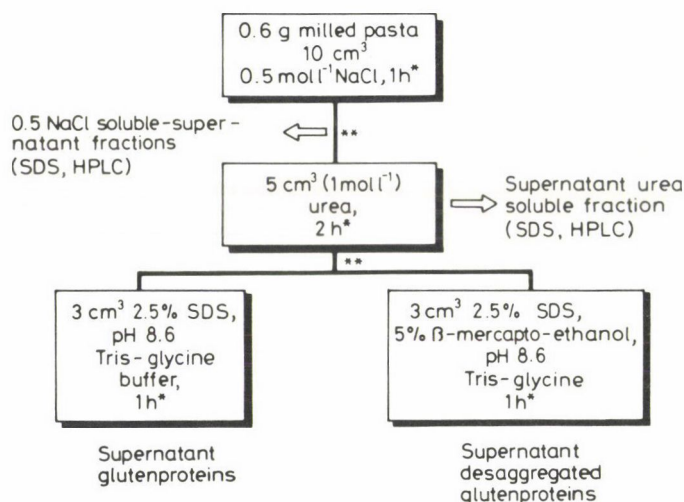 0.6 g milled pasta
10 cm³
0.5 mol l⁻¹ NaCl, 1h*
**
0.5 NaCl soluble-super-
natant fractions
(SDS, HPLC)
5 cm³ (1 mol l⁻¹)
urea,
2 h*
Supernatant urea
soluble fraction
(SDS, HPLC)
**
3 cm³ 2.5% SDS,
pH 8.6
Tris-glycine
buffer,
1h*
3 cm³ 2.5% SDS,
5% ß-mercapto-ethanol,
pH 8.6
Tris-glycine
1h*
Supernatant
glutenproteins
Supernatant
desaggregated
glutenproteins